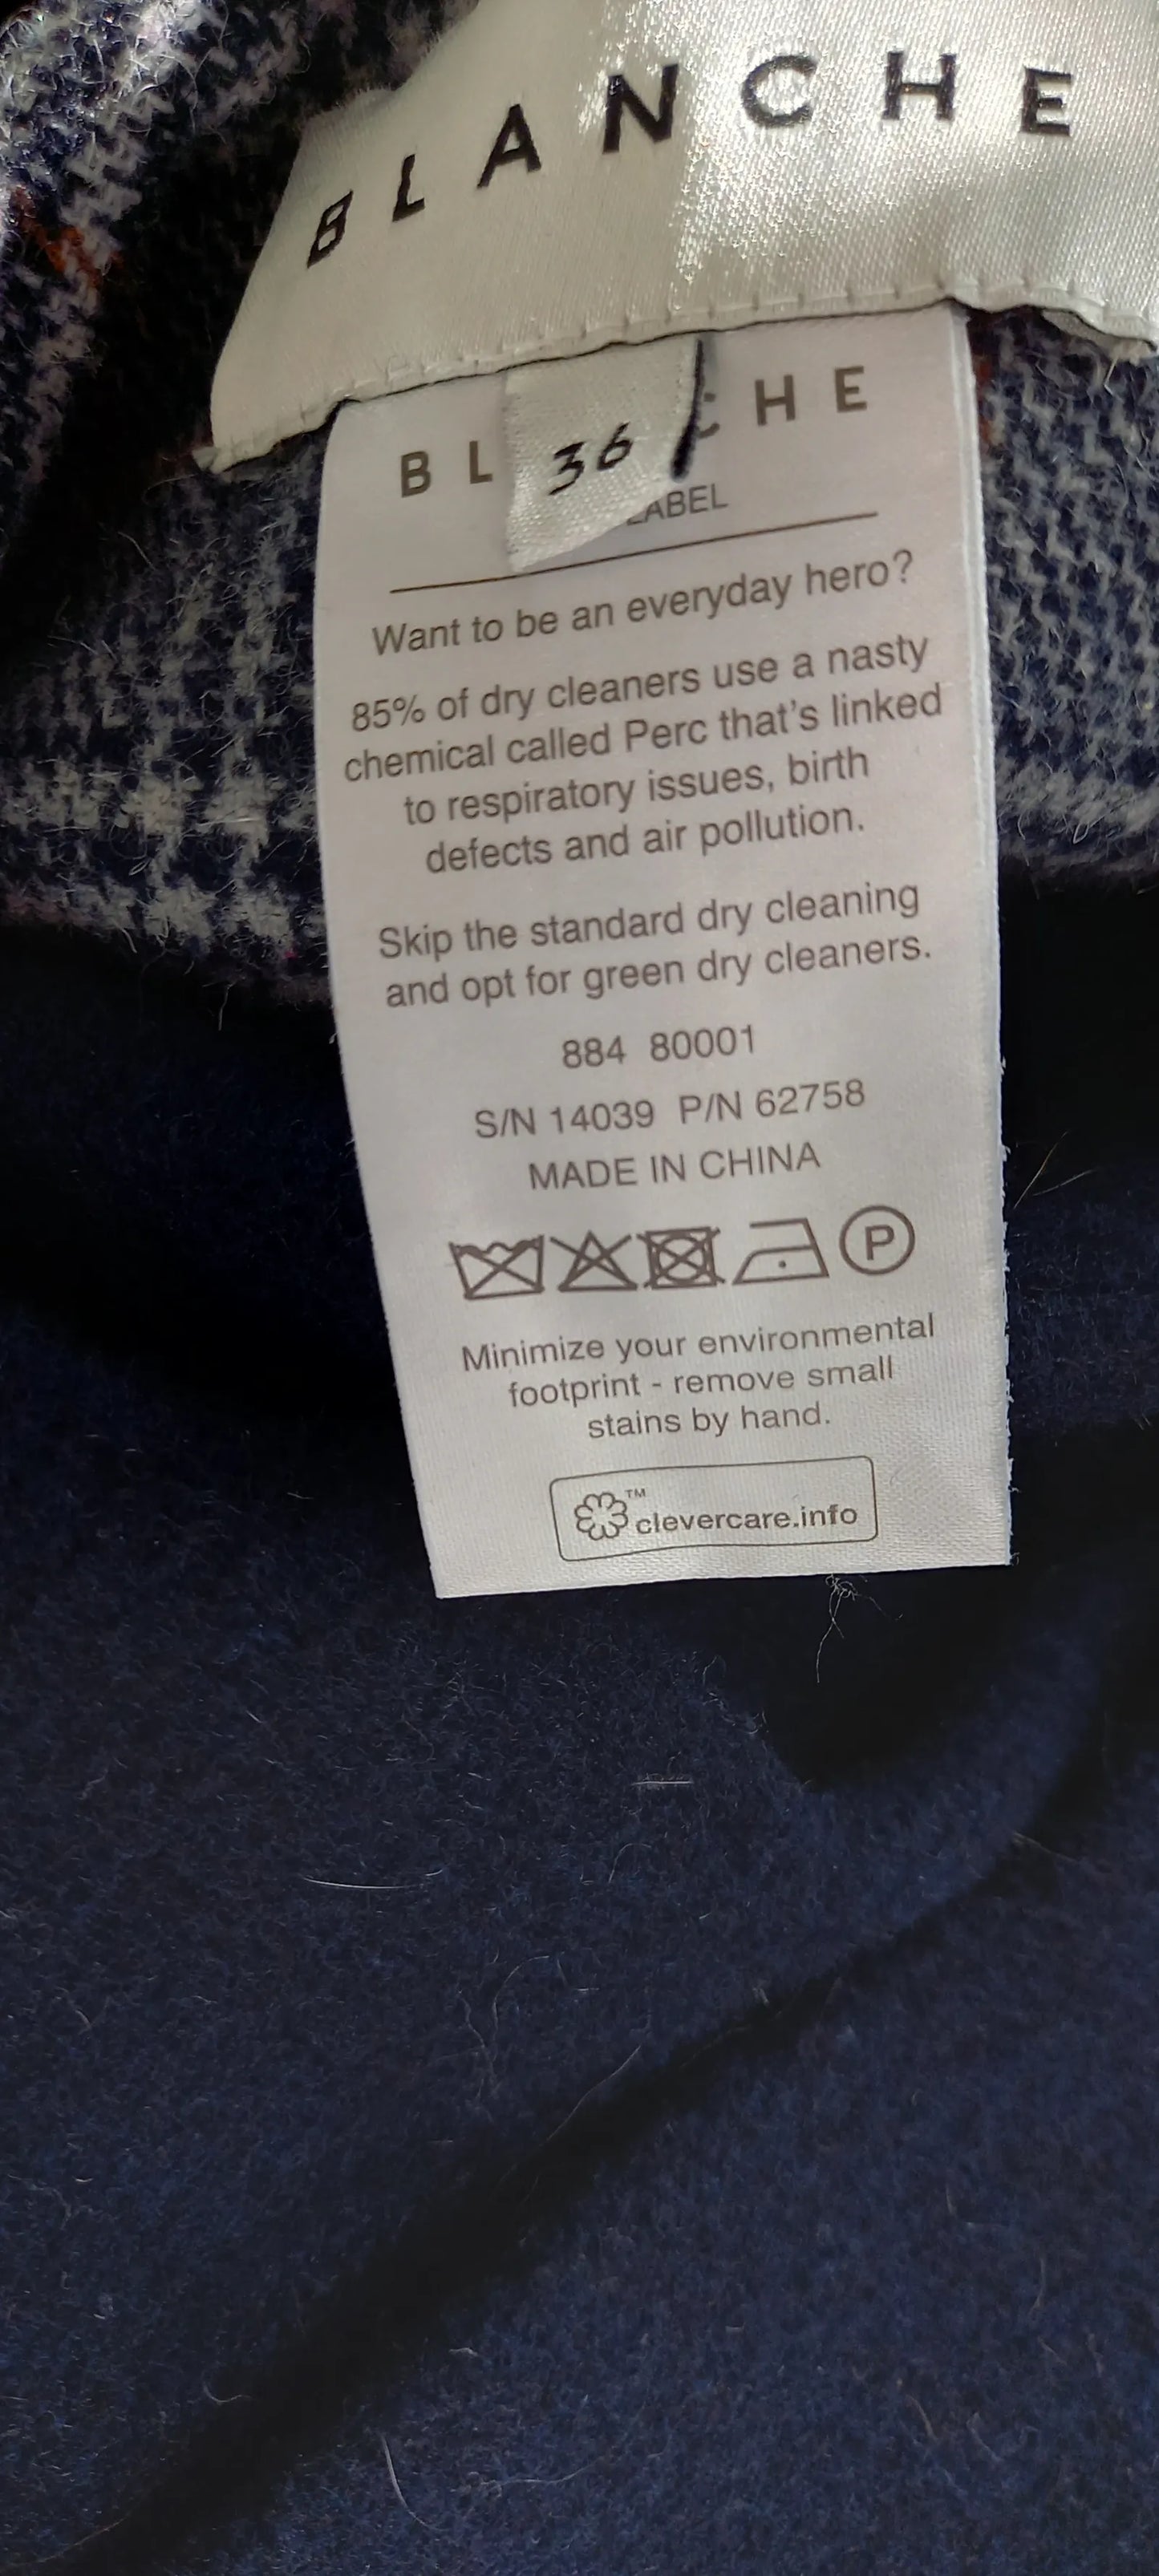 BLANCHE
36
BL CHE
LABEL
Want to be an everyday hero?
85% of dry cleaners use a nasty
chemical called Perc that's linked
to respiratory issues, birth
defects and air pollution.
Skip the standard dry cleaning
and opt for green dry cleaners.
884 80001
S/N 14039 P/N 62758
MADE IN CHINA
P
Minimize your environmental
footprint - remove small
stains by hand.
™clevercare.info